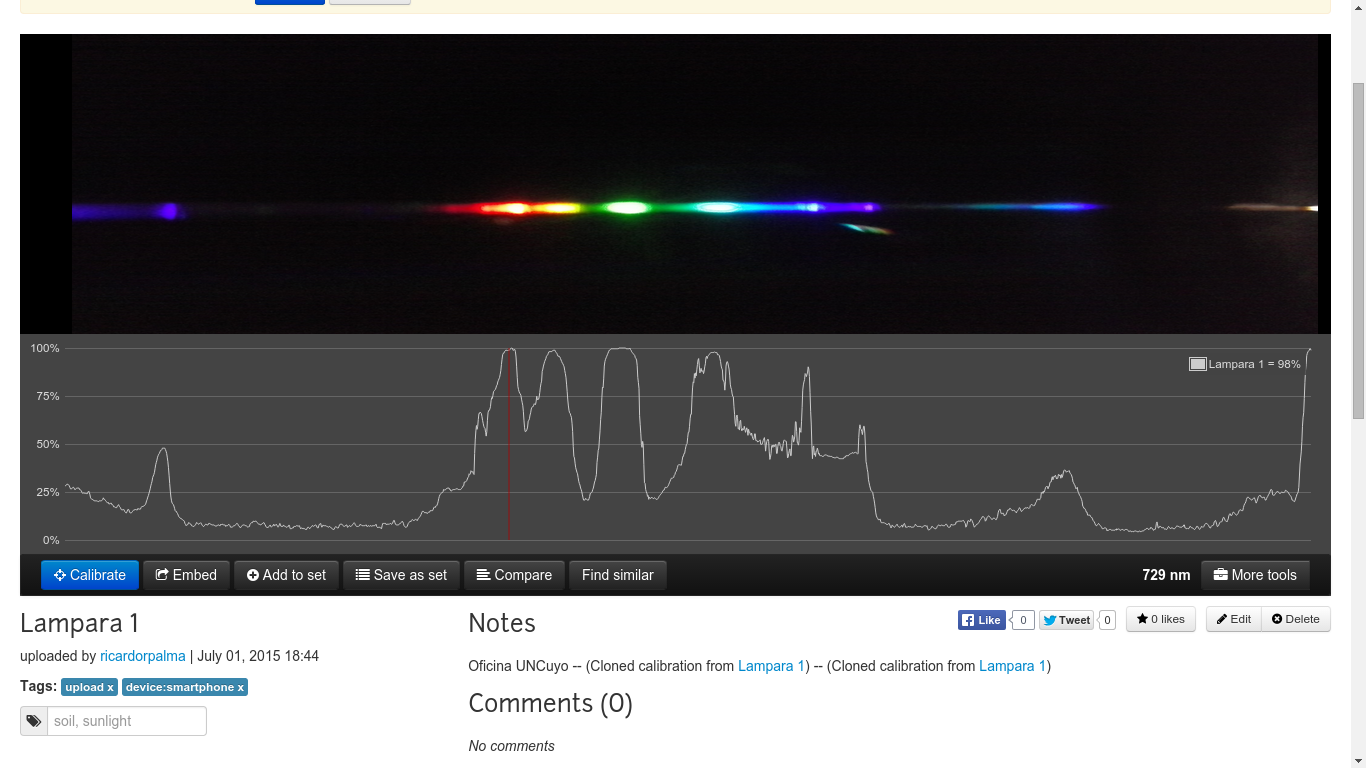 100%
Lampara 1 = 98%
75%
50%
25%
0%
Calibrate Embed Add to set Save as set Compare Find similar 729 nm More tools
Lampara 1
uploaded by ricardorpalma | July 01, 2015 18:44
Tags: upload x device:smartphone x
soil, sunlight
Notes
Like 0 Tweet 0 0 likes Edit Delete
Oficina UNCuyo -- (Cloned calibration from Lampara 1) -- (Cloned calibration from Lampara 1)
Comments (0)
No comments